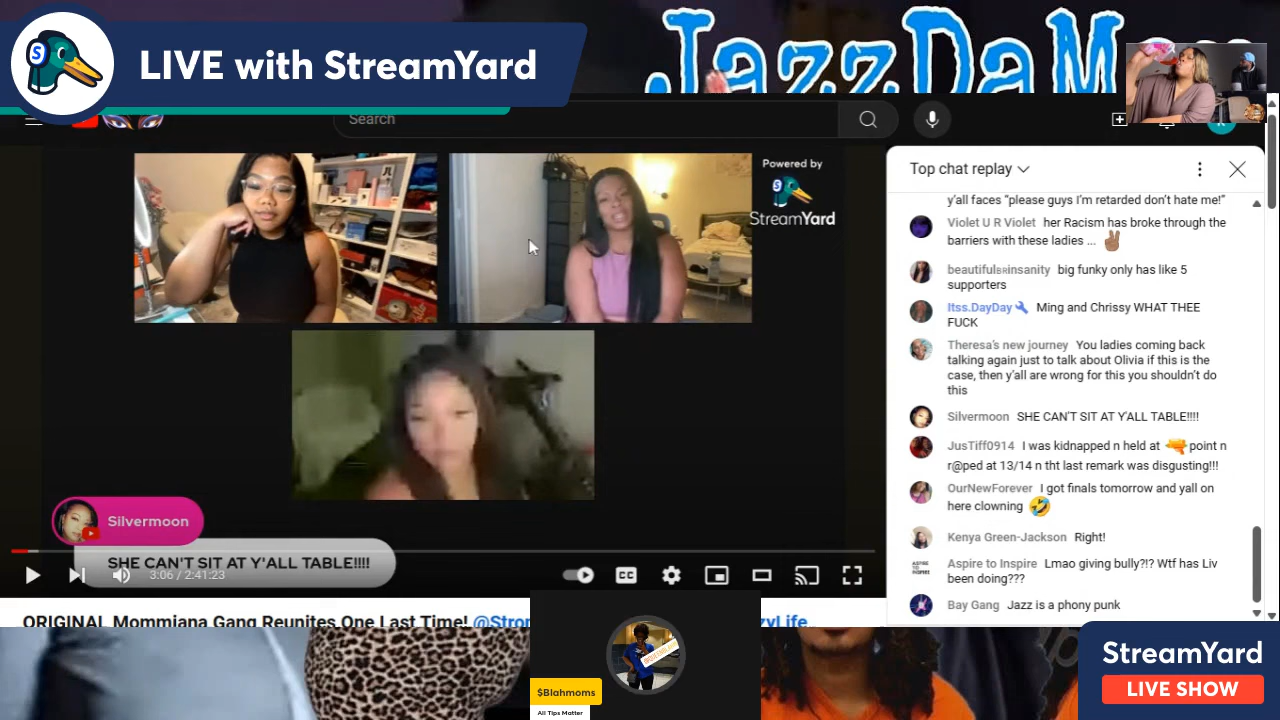 LIVE with StreamYard
JazzDaM
Search
Powered by
StreamYard
Top chat replay
y'all faces “please guys I'm retarded don't hate me!”
Violet U R Violet her Racism has broke through the
barriers with these ladies ...
beautifulBRinsanity big funky only has like 5
supporters
Itss.DayDay Ming and Chrissy WHAT THEE
FUCK
Theresa's new journey You ladies coming back
talking again just to talk about Olivia if this is the
case, then y'all are wrong for this you shouldn't do
this
Silvermoon SHE CAN'T SIT AT Y'ALL TABLE!!!!
JusTiff0914 I was kidnapped n held at point n
r@ped at 13/14 n tht last remark was disgusting!!!
OurNewForever I got finals tomorrow and yall on
here clowning
Kenya Green-Jackson Right!
Aspire to Inspire Lmao giving bully?!? Wtf has Liv
been doing???
Bay Gang Jazz is a phony punk
Silvermoon
SHE CAN'T SIT AT Y'ALL TABLE!!!!
3:06 / 2:41:23
CC
ORIGINAL Mommiana Gang Reunites One Last Time! @Stron
zyLife
$Blahmoms
All Tips Matter
StreamYard
LIVE SHOW